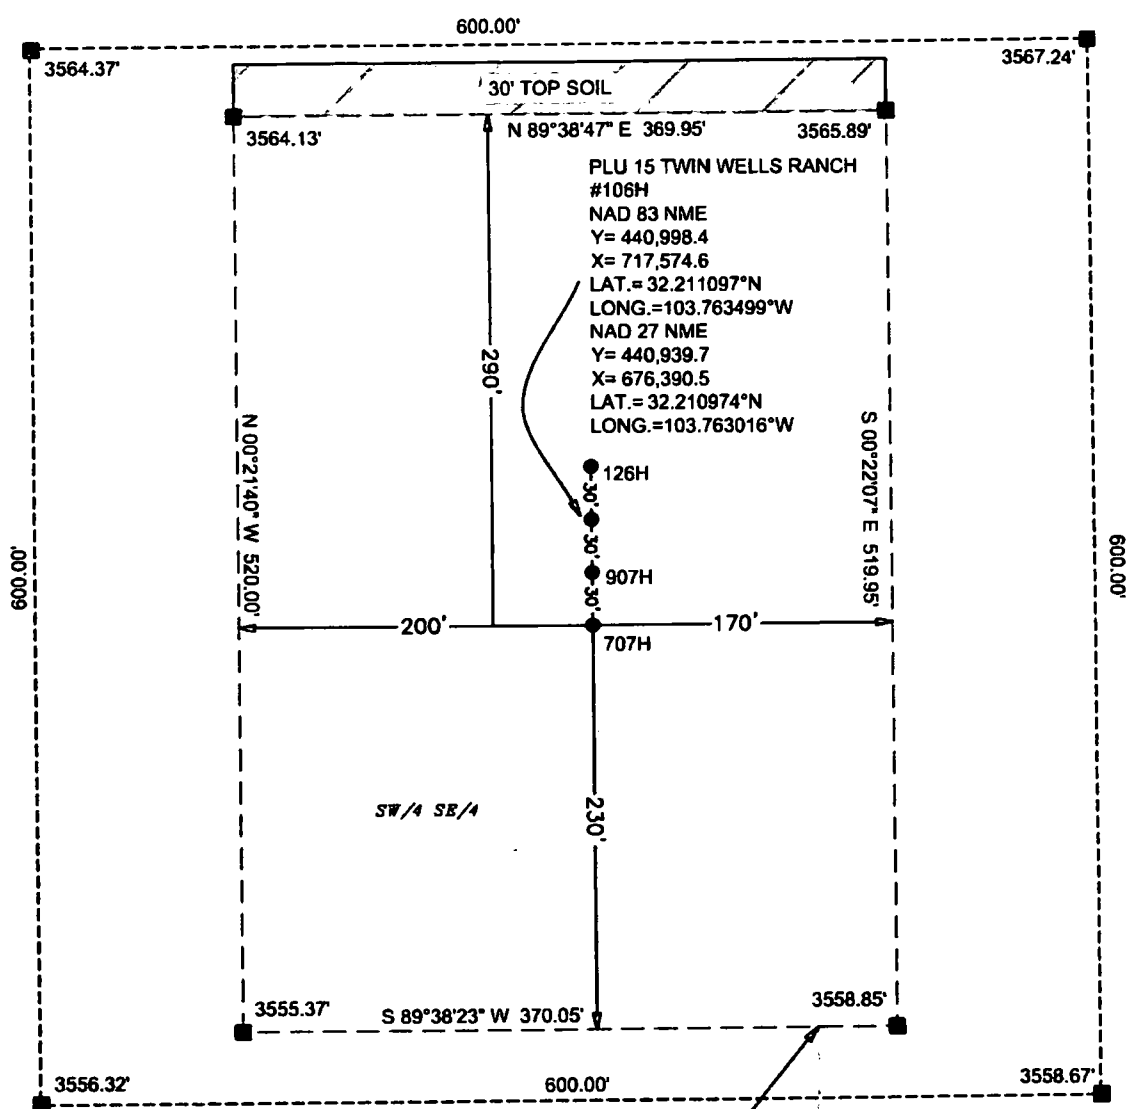 600.00'
3564.37'
3567.24'
30' TOP SOIL
N 89°38'47" E 369.95'
3564.13'
3565.89'
PLU 15 TWIN WELLS RANCH
#106H
NAD 83 NME
Y= 440,998.4
X= 717,574.6
LAT.= 32.211097°N
LONG.=103.763499°W
NAD 27 NME
Y= 440,939.7
X= 676,390.5
LAT.= 32.210974°N
LONG.=103.763016°W
290'
N 00°21'40" W 520.00'
S 00°22'07" E 519.95'
126H
30'
30'
907H
30'
600.00'
600.00'
200'
170'
707H
230'
SW/4 SE/4
3555.37'
3558.85'
S 89°38'23" W 370.05'
3556.32'
600.00'
3558.67'